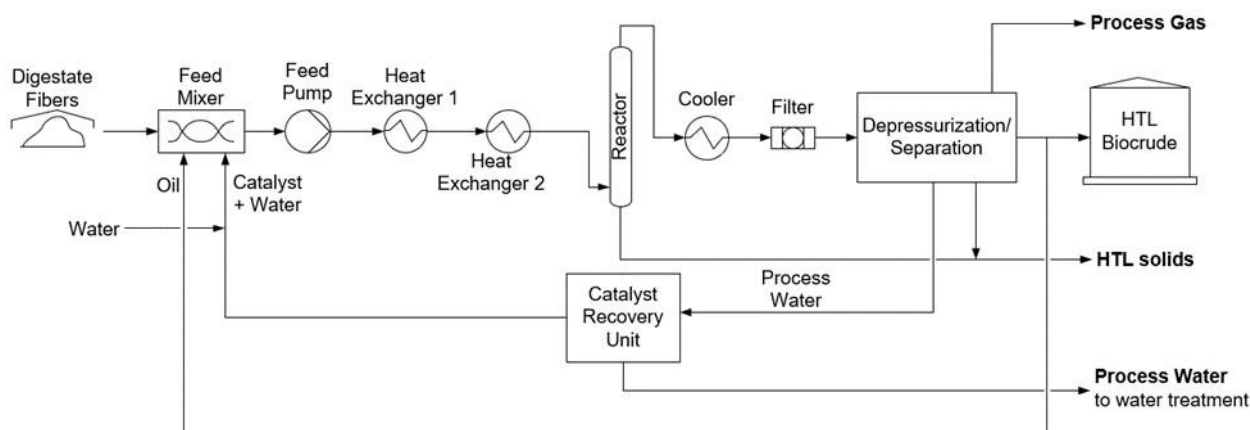 Process Gas
Digestate
Fibers
Feed
Mixer
Feed
Pump
Heat
Exchanger 1
Heat
Exchanger 2
Reactor
Cooler
Filter
Depressurization/
Separation
HTL
Biocrude
Oil
Catalyst
+ Water
Water
HTL solids
Process
Water
Catalyst
Recovery
Unit
Process Water
to water treatment